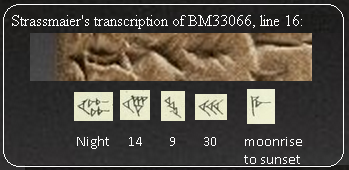 Strassmaier's transcription of BM33066, line 16:
Night 14 9 30 moonrise
to sunset